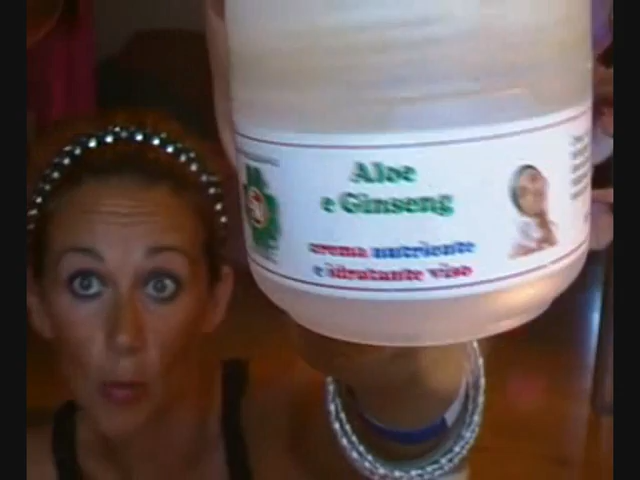 Aloe
e Ginseng
crema nutriente
e idratante viso